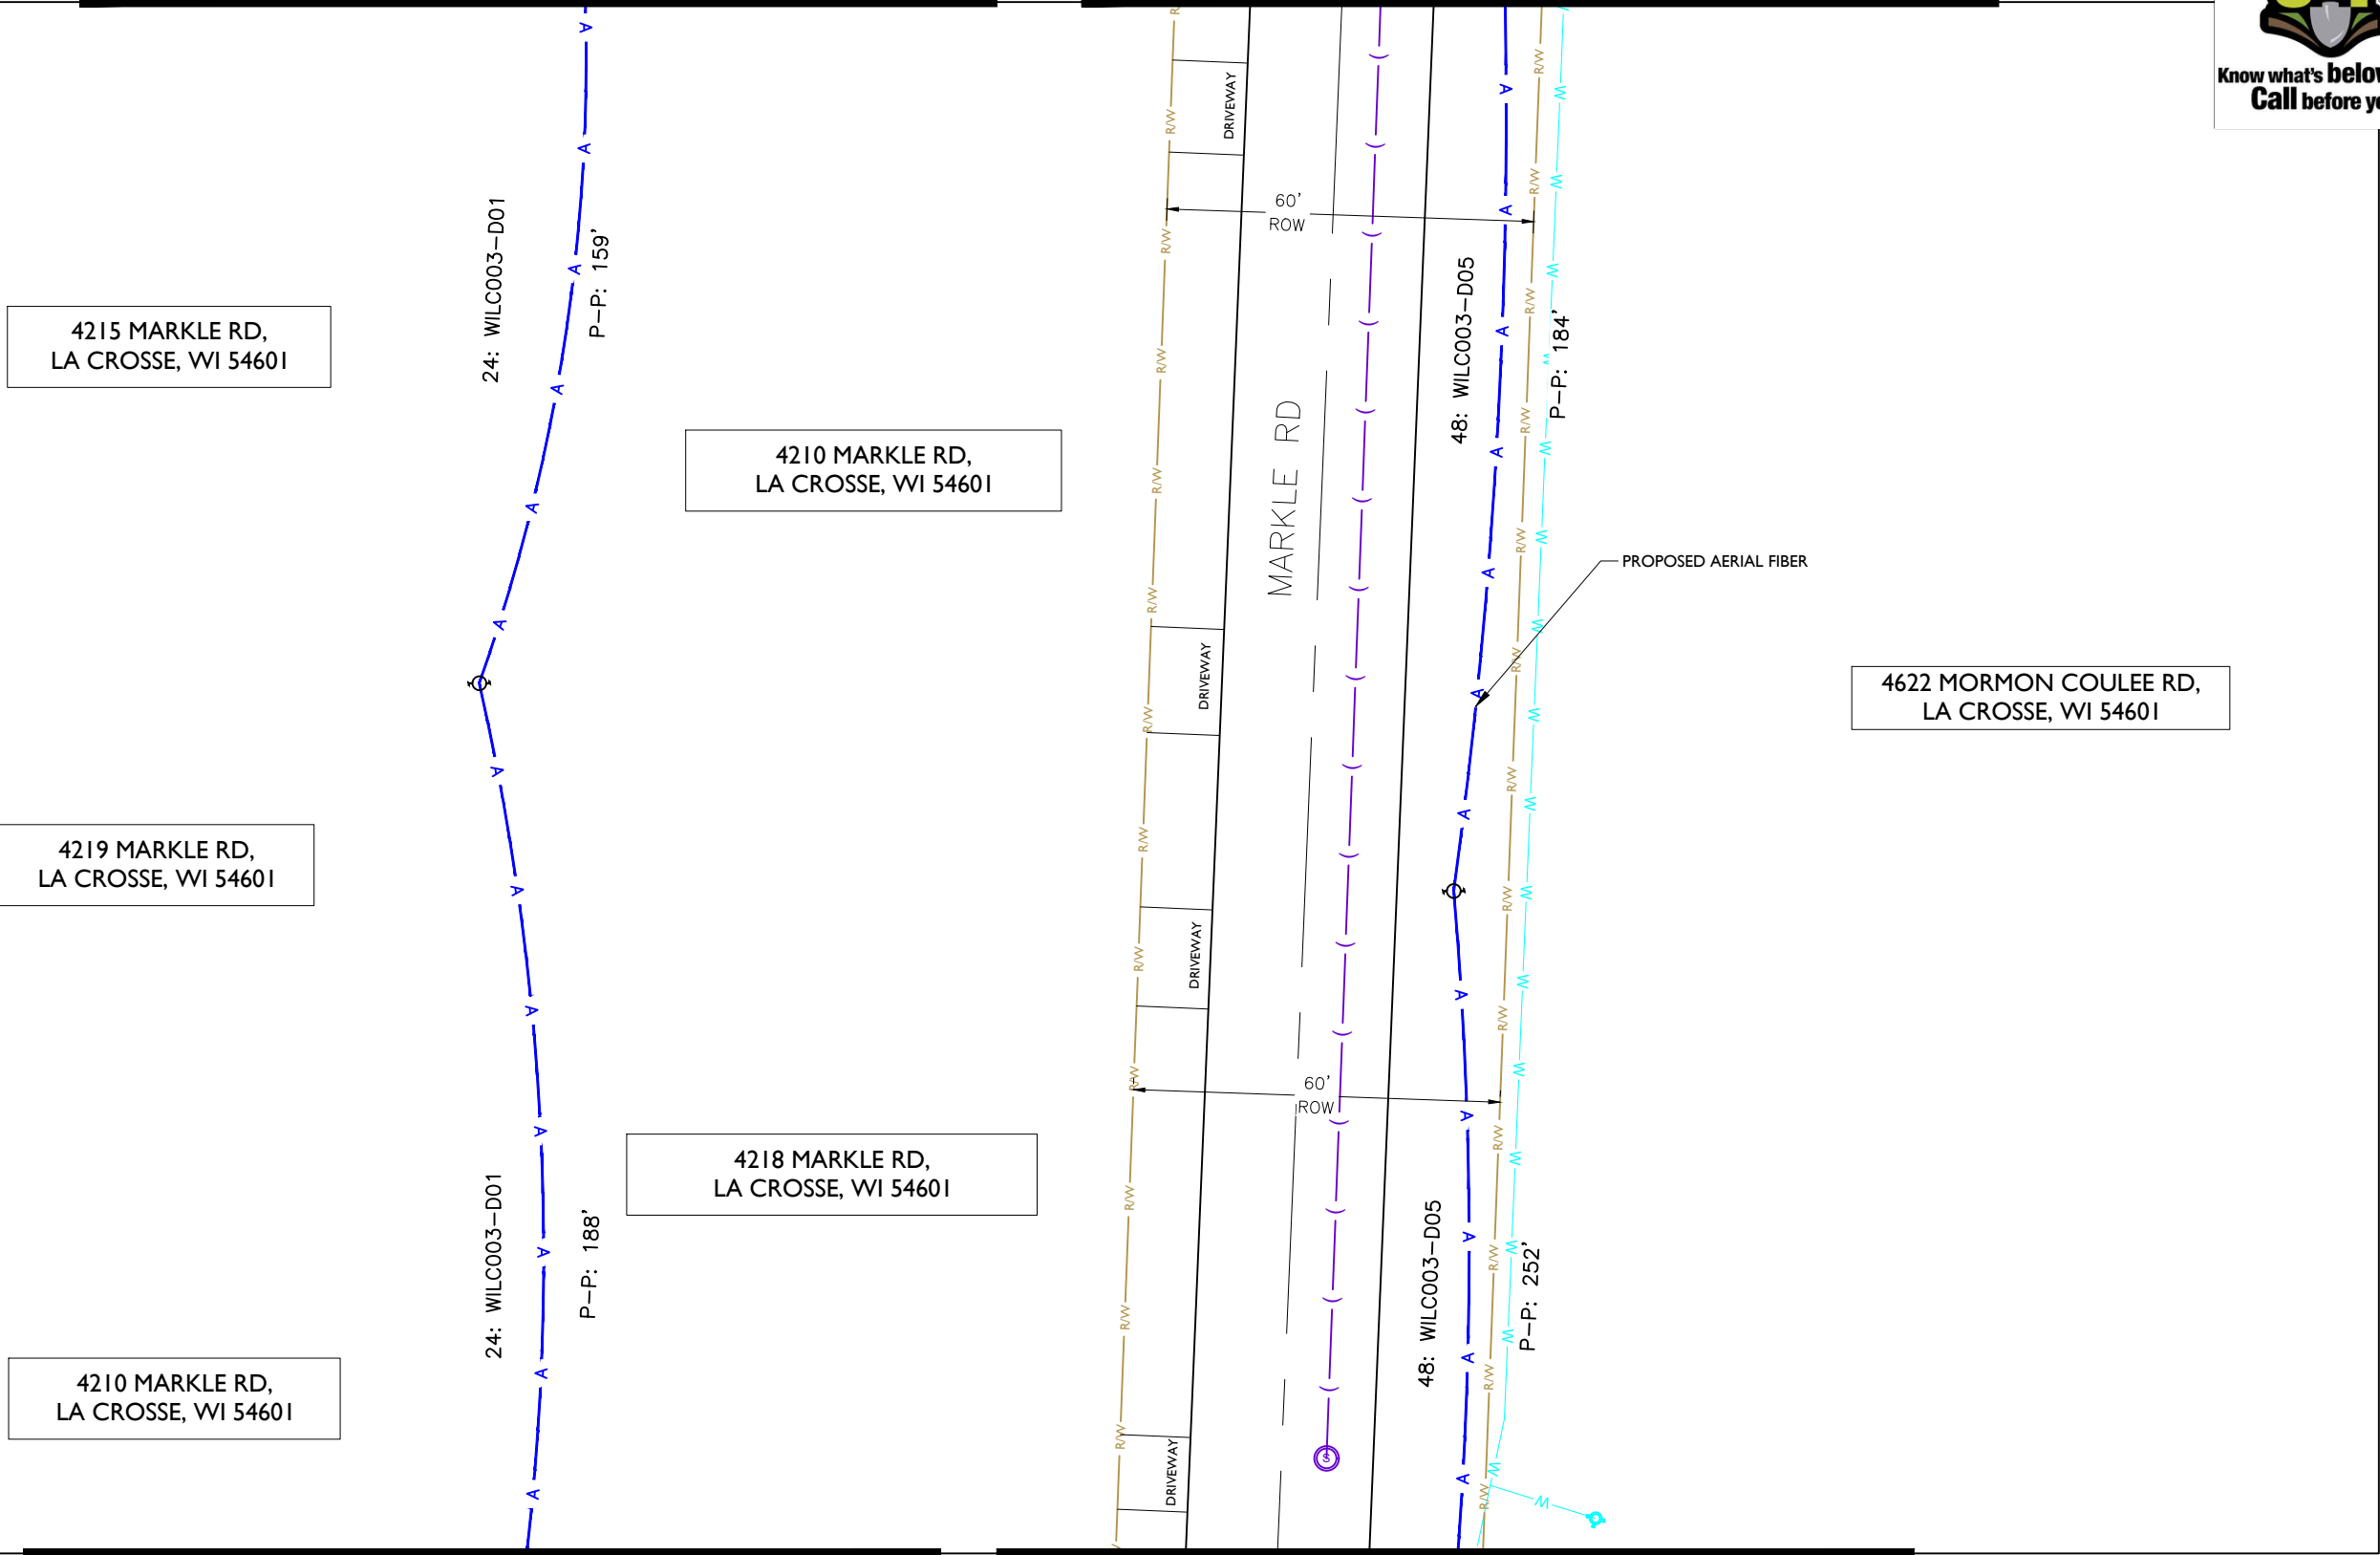 Know what's below
Call before yo
DRIVEWAY
60'
ROW
24: WILC003-D01
P-P: 159'
48: WILC003-D05
P-P: 184'
4215 MARKLE RD,
LA CROSSE, WI 54601
4210 MARKLE RD,
LA CROSSE, WI 54601
MARKLE RD
PROPOSED AERIAL FIBER
DRIVEWAY
4622 MORMON COULEE RD,
LA CROSSE, WI 54601
4219 MARKLE RD,
LA CROSSE, WI 54601
DRIVEWAY
60'
ROW
4218 MARKLE RD,
LA CROSSE, WI 54601
24: WILC003-D01
P-P: 188'
48: WILC003-D05
P-P: 252'
4210 MARKLE RD,
LA CROSSE, WI 54601
DRIVEWAY
R/W
A
W
S